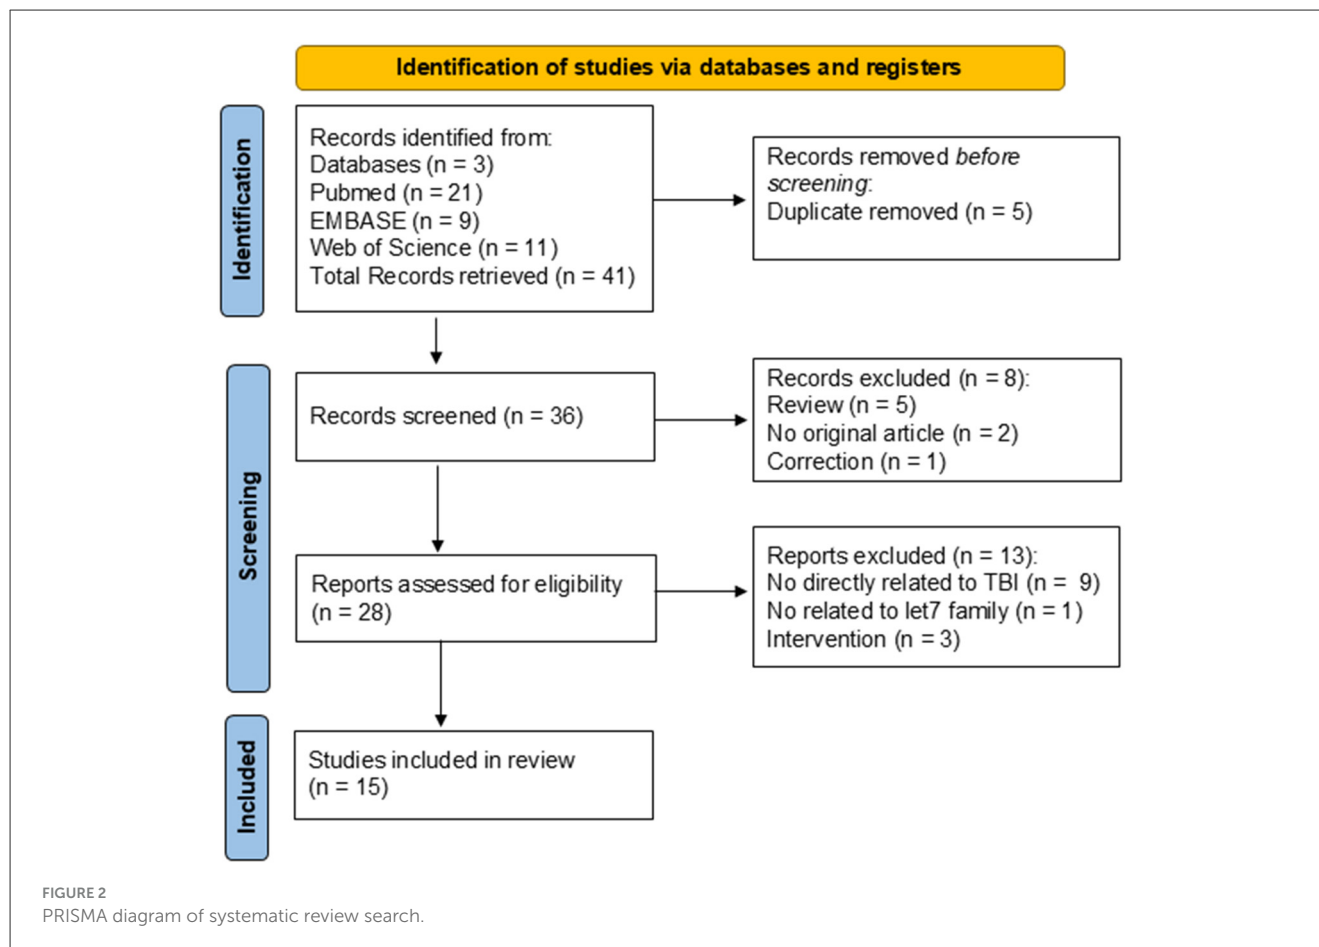 Identification of studies via databases and registers
Identification
Records identified from:
Databases (n = 3)
Pubmed (n = 21)
EMBASE (n = 9)
Web of Science (n = 11)
Total Records retrieved (n = 41)
Records removed before
screening:
Duplicate removed (n = 5)
Screening
Records screened (n = 36)
Records excluded (n = 8):
Review (n = 5)
No original article (n = 2)
Correction (n = 1)
Reports assessed for eligibility
(n = 28)
Reports excluded (n = 13):
No directly related to TBI (n = 9)
No related to let7 family (n = 1)
Intervention (n = 3)
Included
Studies included in review
(n = 15)
FIGURE 2
PRISMA diagram of systematic review search.